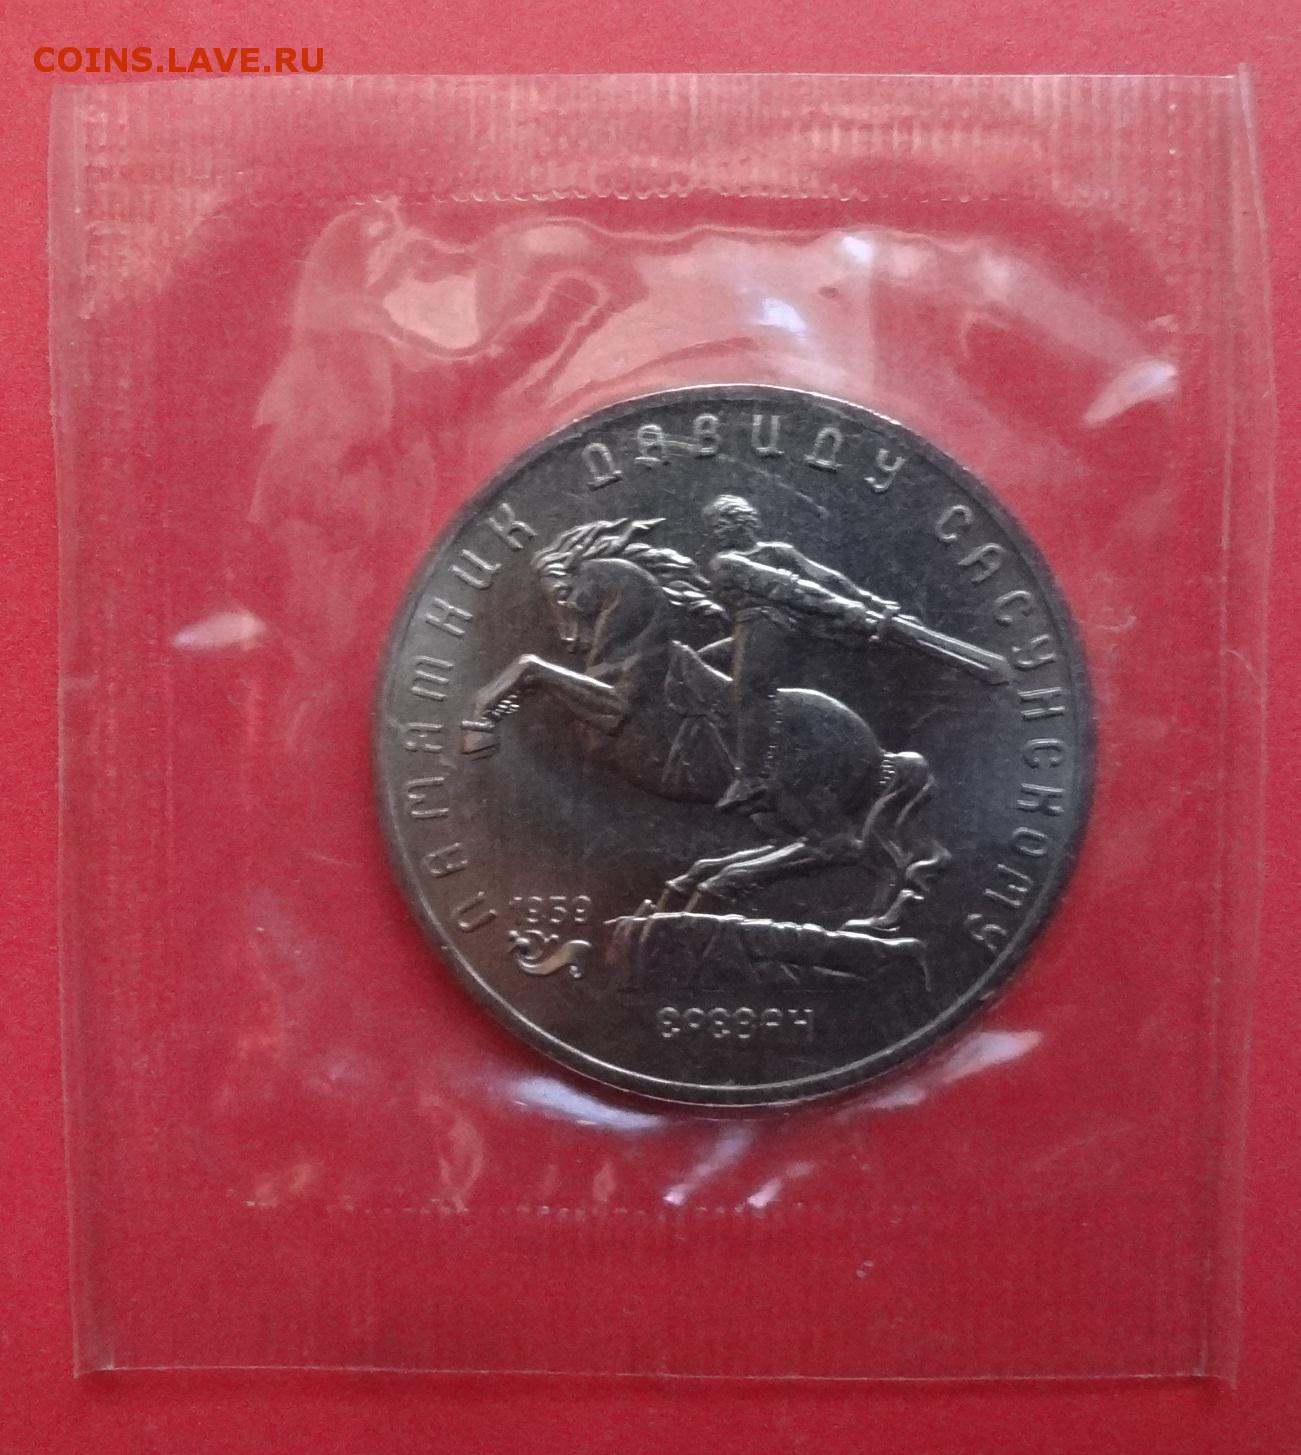 COINS.LAVE.RU
ПАМЯТНИК ДАВИДУ САСУНСКОМУ
1959
ЕРЕВАН